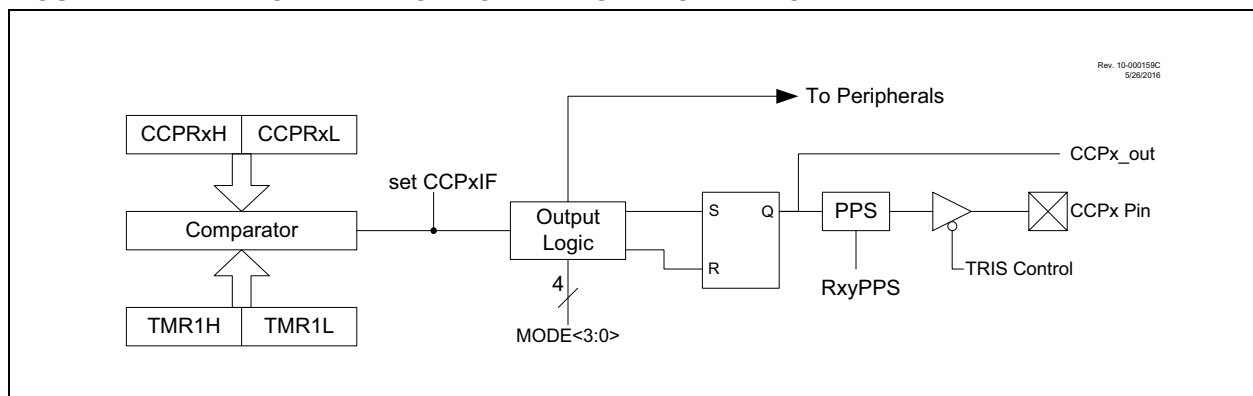 Rev. 10-000159C
5/26/2016
To Peripherals
CCPRxH CCPRxL
CCPx_out
set CCPxIF
Comparator
Output
Logic
S
Q
R
PPS
CCPx Pin
TRIS Control
RxyPPS
4
TMR1H TMR1L
MODE<3:0>